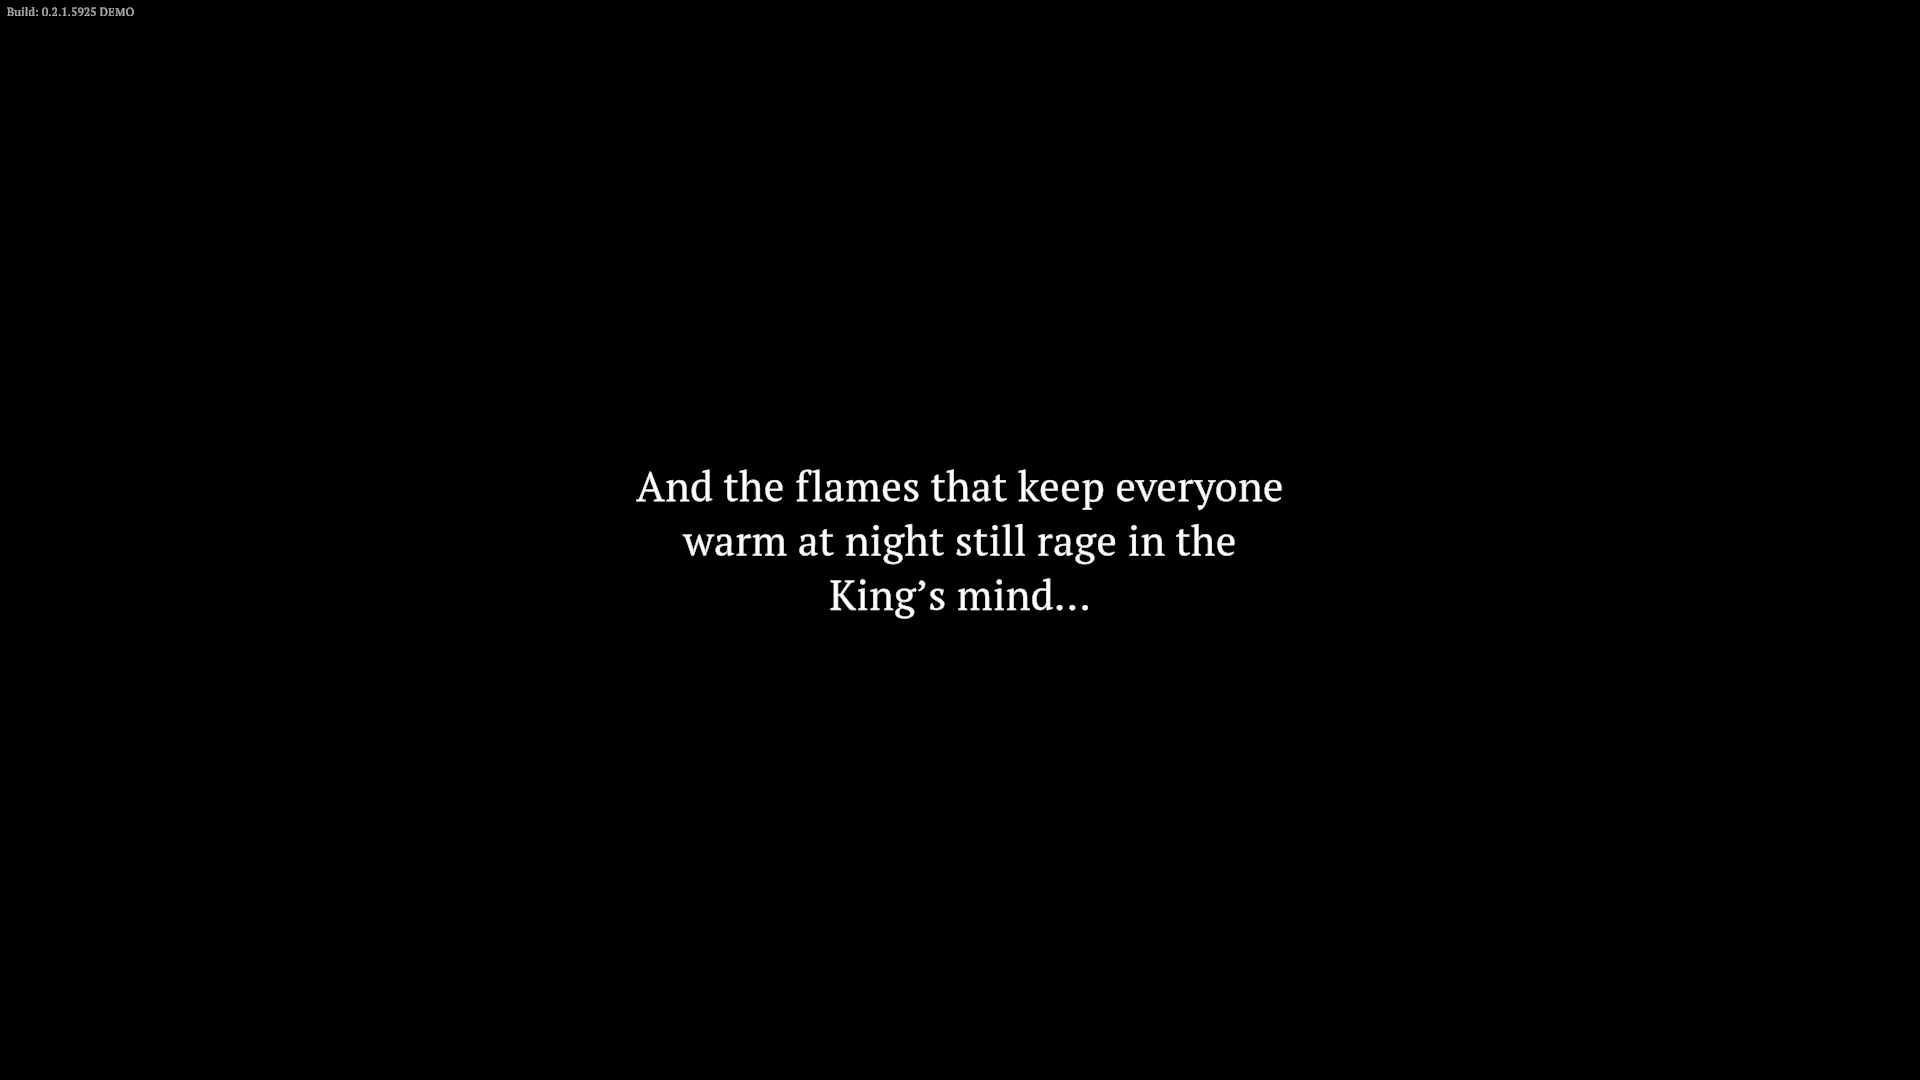 Build: 0.2.1.5925 DEMO
And the flames that keep everyone
warm at night still rage in the
King’s mind...